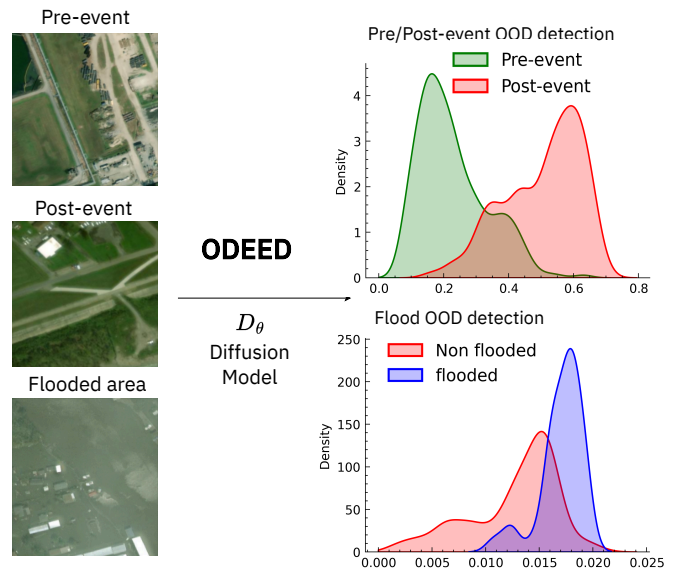 Pre-event
Post-event
Flooded area
ODEED
D_θ
Diffusion
Model
Pre/Post-event OOD detection
Pre-event
Post-event
Density
4
3
2
1
0
0.0 0.2 0.4 0.6 0.8
Flood OOD detection
Non flooded
flooded
Density
250
200
150
100
50
0
0.000 0.005 0.010 0.015 0.020 0.025